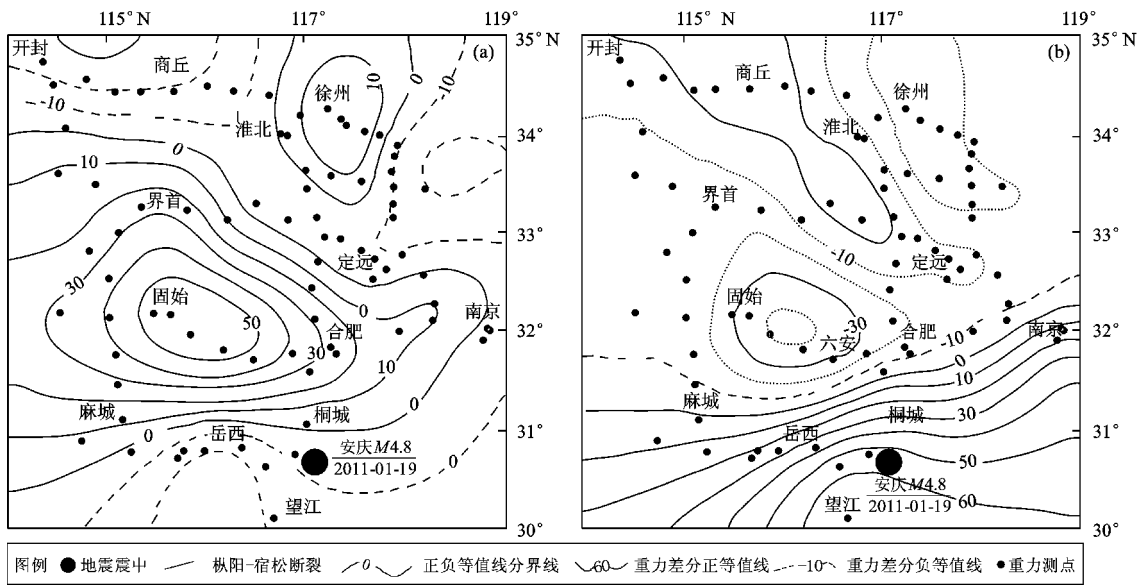 115° N 117° 119°
115° N 117° 119°
开封
商丘
(a)
35° N
10
0
-10
徐州
-10
淮北
34°
0
10
界首
33°
定远
30
固始
50
0
南京
32°
合肥
30
10
麻城
桐城
0
0
岳西
31°
安庆M4.8
2011-01-19
0
望江
30°
开封
商丘
(b)
35° N
徐州
淮北
34°
界首
33°
-10
定远
固始
-30
六安
合肥
-10
南京
32°
0
10
麻城
桐城
30
岳西
31°
50
安庆M4.8
2011-01-19
60
望江
30°
图例 地震震中 枞阳-宿松断裂 0 正负等值线分界线 60 重力差分正等值线 -10 重力差分负等值线 重力测点